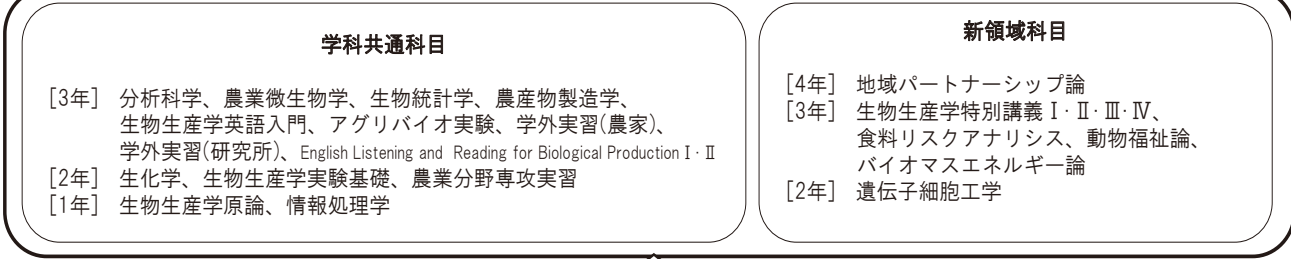 学科共通科目
[3年] 分析科学、農業微生物学、生物統計学、農産物製造学、
生物生産学英語入門、アグリバイオ実験、学外実習(農家)、
学外実習(研究所)、English Listening and Reading for Biological Production Ⅰ・Ⅱ
[2年] 生化学、生物生産学実験基礎、農業分野専攻実習
[1年] 生物生産学原論、情報処理学
新領域科目
[4年] 地域パートナーシップ論
[3年] 生物生産学特別講義Ⅰ・Ⅱ・Ⅲ・Ⅳ、
食料リスクアナリシス、動物福祉論、
バイオマスエネルギー論
[2年] 遺伝子細胞工学